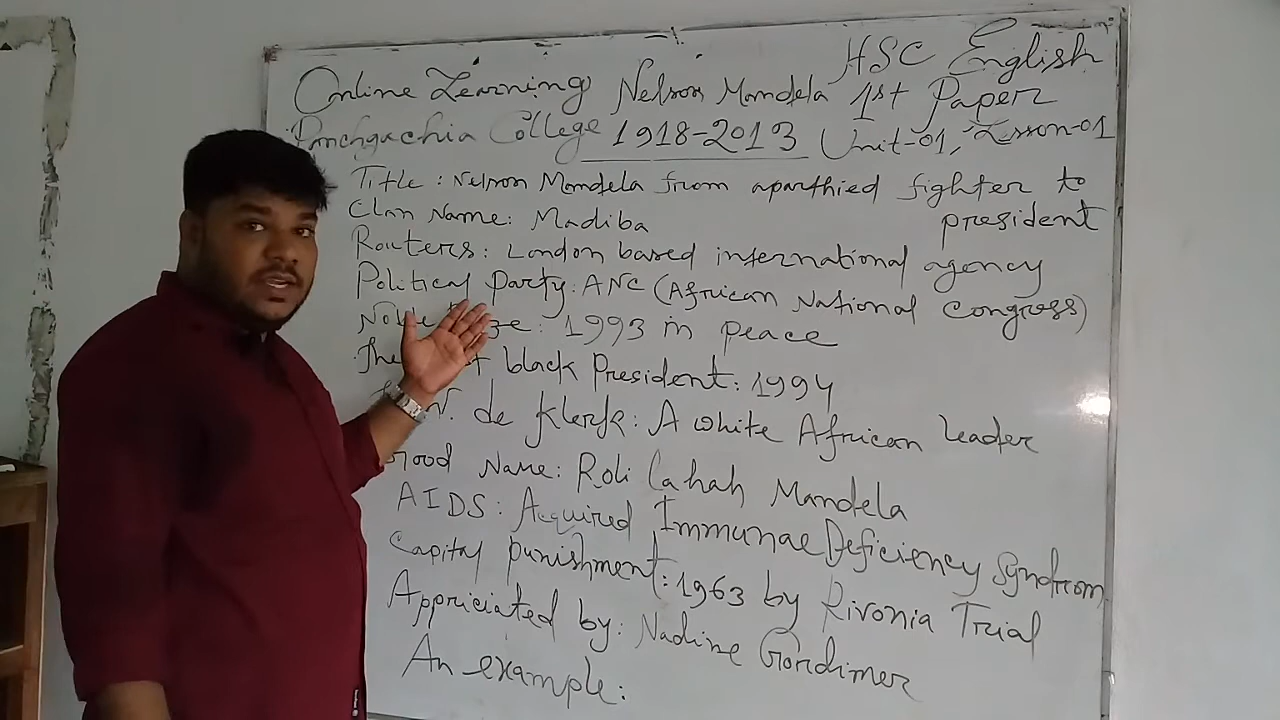 Online Learning Nelson Mandela HSC English
Panchgachia College 1918-2013 1st Paper
Unit-01, Lesson-01
Title: Nelson Mandela from aparthied fighter to president
Clan Name: Madiba
Routers: London based international agency
Political Party: ANC (African National Congress)
1993 in peace
The black President: 1994
W. de Klerk: A white African leader
Good Name: Roli Lahah Mandela
AIDS: Acquired Immunae Deficiency Syndrom
Capital punishment: 1963 by Rivonia Trial
Appriciated by: Nadine Gordimer
An example: